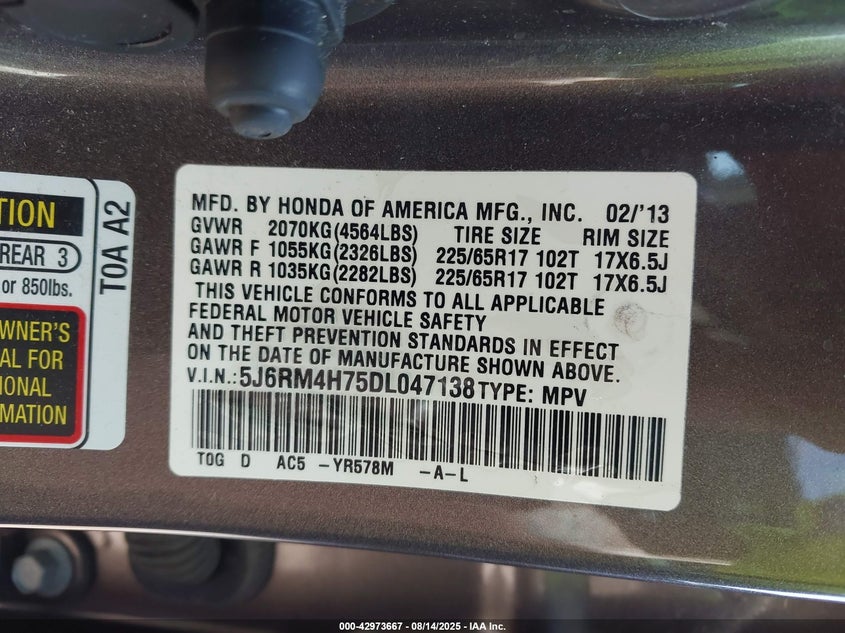 TION
REAR 3
or 850lbs.
WNER'S
AL FOR
IONAL
MATION
T0A A2
MFD. BY HONDA OF AMERICA MFG., INC. 02/'13
GVWR 2070KG(4564LBS) TIRE SIZE RIM SIZE
GAWR F 1055KG(2326LBS) 225/65R17 102T 17X6.5J
GAWR R 1035KG(2282LBS) 225/65R17 102T 17X6.5J
THIS VEHICLE CONFORMS TO ALL APPLICABLE
FEDERAL MOTOR VEHICLE SAFETY
AND THEFT PREVENTION STANDARDS IN EFFECT
ON THE DATE OF MANUFACTURE SHOWN ABOVE.
V.I.N.: 5J6RM4H75DL047138 TYPE: MPV
T0G D AC5 -YR578M -A-L
000-42973667 - 08/14/2025 - IAA Inc.